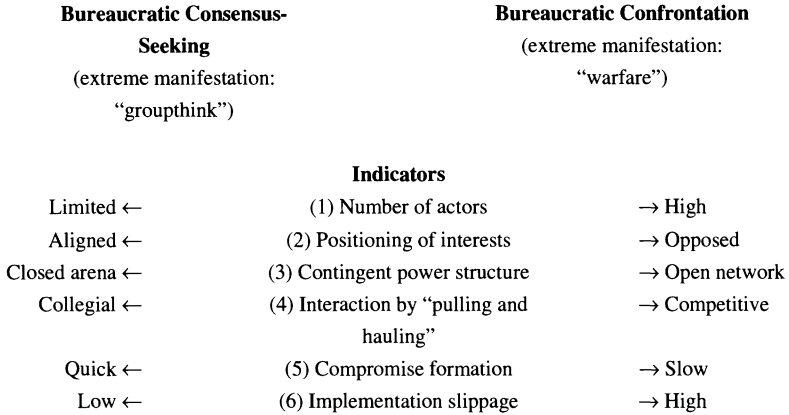 Bureaucratic Consensus-
Seeking
(extreme manifestation:
“groupthink”)
Bureaucratic Confrontation
(extreme manifestation:
“warfare”)
Indicators
Limited ← (1) Number of actors → High
Aligned ← (2) Positioning of interests → Opposed
Closed arena ← (3) Contingent power structure → Open network
Collegial ← (4) Interaction by “pulling and → Competitive
hauling”
Quick ← (5) Compromise formation → Slow
Low ← (6) Implementation slippage → High